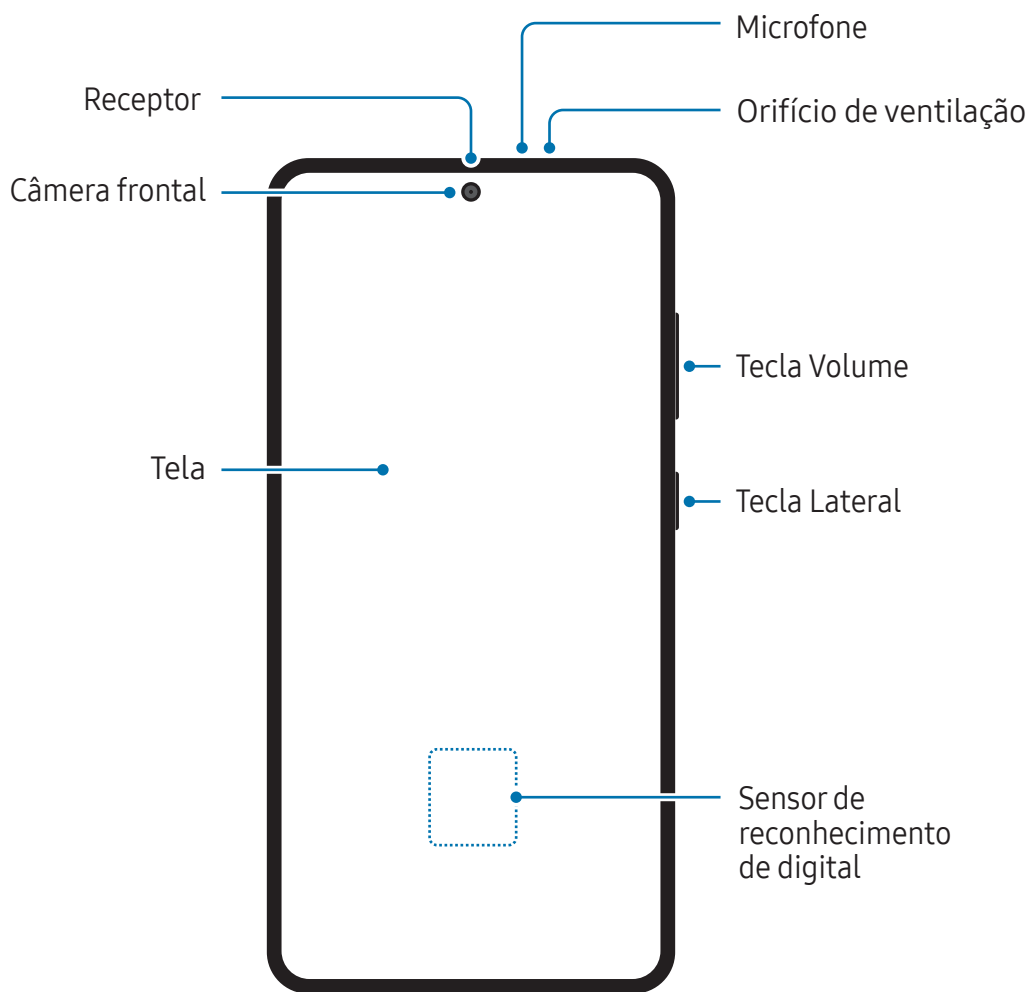 Microfone
Receptor
Orifício de ventilação
Câmera frontal
Tecla Volume
Tela
Tecla Lateral
Sensor de
reconhecimento
de digital